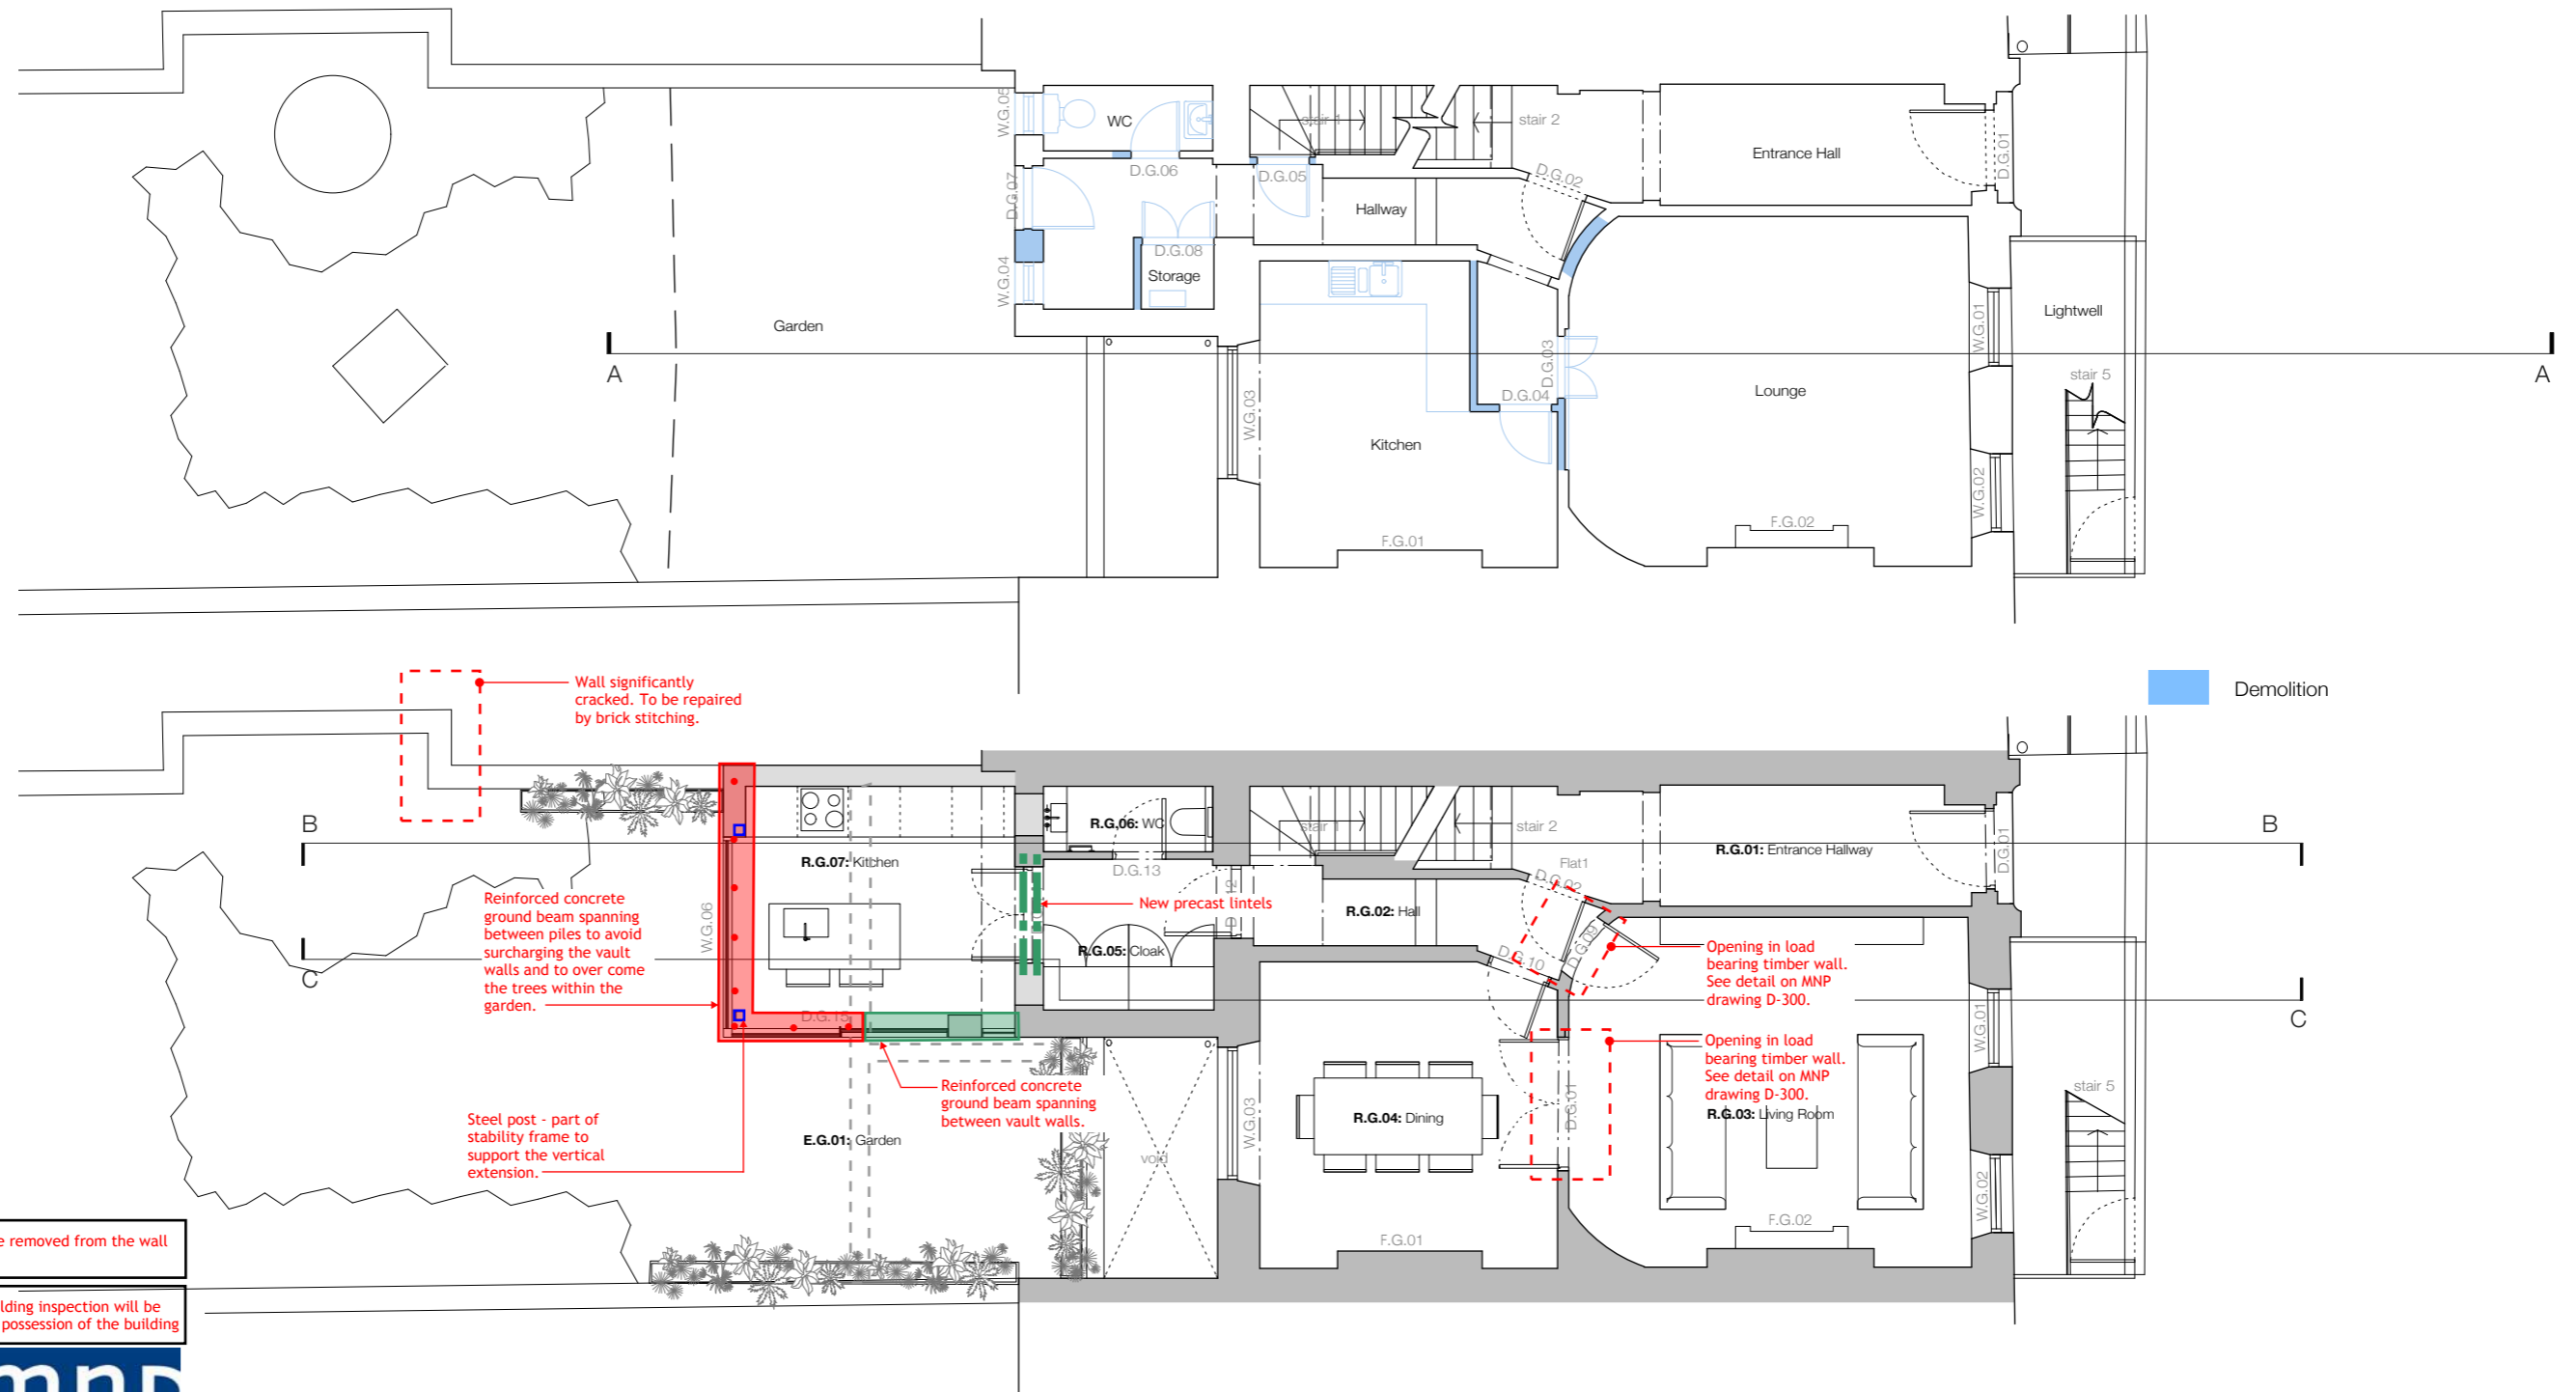 W.G.05
WC
stair 1
stair 2
Entrance Hall
D.G.01
D.G.06
D.G.05
D.G.02
D.G.07
Hallway
D.G.08
Storage
W.G.04
Garden
A
W.G.03
Kitchen
D.G.03
D.G.04
Lounge
W.G.01
Lightwell
stair 5
A
W.G.02
F.G.01
F.G.02
Demolition
Wall significantly
cracked. To be repaired
by brick stitching.
B
B
R.G.06: WC
stair 1
stair 2
R.G.07: Kitchen
R.G.01: Entrance Hallway
D.G.01
D.G.13
Flat1
D.G.02
Reinforced concrete
ground beam spanning
between piles to avoid
surcharging the vault
walls and to over come
the trees within the
garden.
W.G.06
New precast lintels
R.G.02: Hall
R.G.05: Cloak
D.G.09
D.G.10
Opening in load
bearing timber wall.
See detail on MNP
drawing D-300.
C
C
D.G.15
W.G.01
Opening in load
bearing timber wall.
See detail on MNP
drawing D-300.
Reinforced concrete
ground beam spanning
between vault walls.
Steel post - part of
stability frame to
support the vertical
extension.
E.G.01: Garden
void
W.G.03
R.G.04: Dining
D.G.01
R.G.03: Living Room
stair 5
W.G.02
F.G.01
F.G.02
e removed from the wall
lding inspection will be
possession of the building
mnp